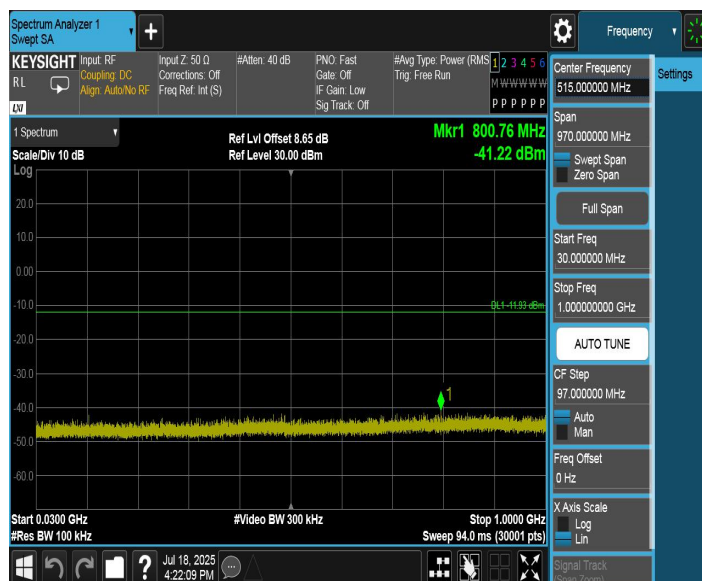 Spectrum Analyzer 1
Swept SA
+
Frequency
KEYSIGHT
RL
LXI
Input: RF
Coupling: DC
Align: Auto/No RF
Input Z: 50 Ω
Corrections: Off
Freq Ref: Int (S)
#Atten: 40 dB
PNO: Fast
Gate: Off
IF Gain: Low
Sig Track: Off
#Avg Type: Power (RMS
Trig: Free Run
1 2 3 4 5 6
M W W W W W
P P P P P P
1 Spectrum
Scale/Div 10 dB
Ref Lvl Offset 8.65 dB
Ref Level 30.00 dBm
Mkr1 800.76 MHz
-41.22 dBm
Log
20.0
10.0
0.00
-10.0
-20.0
-30.0
-40.0
-50.0
-60.0
DL1 -11.93 dBm
1
Start 0.0300 GHz
#Res BW 100 kHz
#Video BW 300 kHz
Stop 1.0000 GHz
Sweep 94.0 ms (30001 pts)
?
Jul 18, 2025
4:22:09 PM
Center Frequency
515.000000 MHz
Span
970.000000 MHz
Swept Span
Zero Span
Full Span
Start Freq
30.000000 MHz
Stop Freq
1.000000000 GHz
AUTO TUNE
CF Step
97.000000 MHz
Auto
Man
Freq Offset
0 Hz
X Axis Scale
Log
Lin
Signal Track
(Span Zoom)
Settings